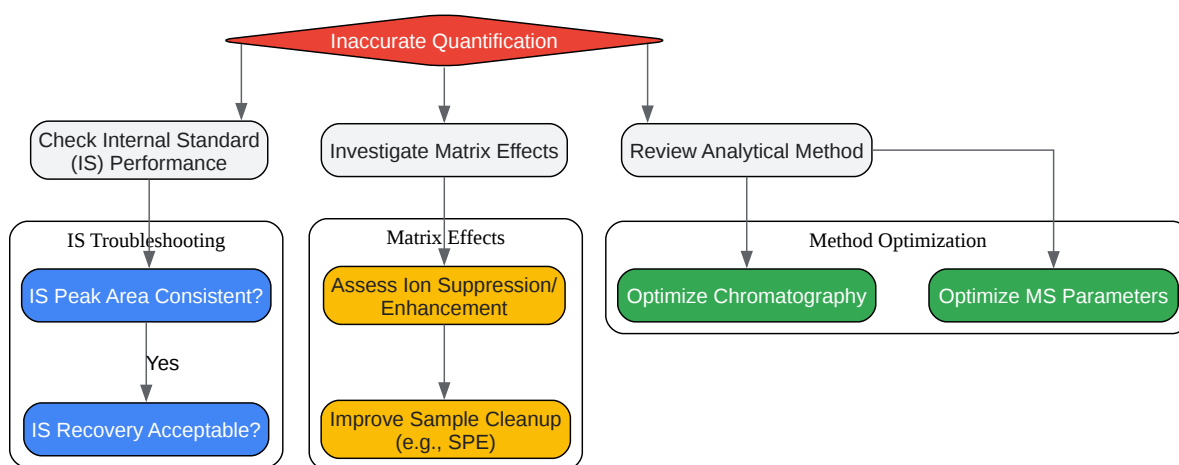 Inaccurate Quantification
Check Internal Standard
(IS) Performance
Investigate Matrix Effects
Review Analytical Method
IS Troubleshooting
Matrix Effects
Method Optimization
IS Peak Area Consistent?
Assess Ion Suppression/
Enhancement
Optimize Chromatography
Optimize MS Parameters
Yes
IS Recovery Acceptable?
Improve Sample Cleanup
(e.g., SPE)